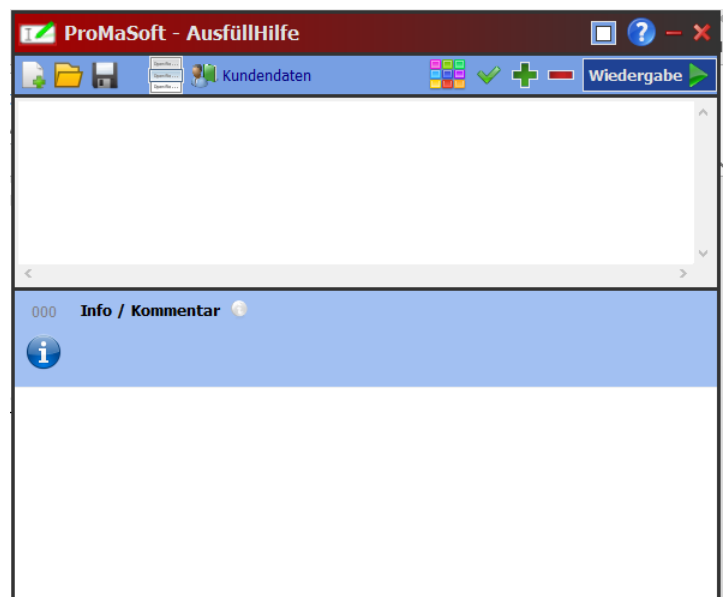 ProMaSoft - AusfüllHilfe
Kundendaten
Wiedergabe
000 Info / Kommentar